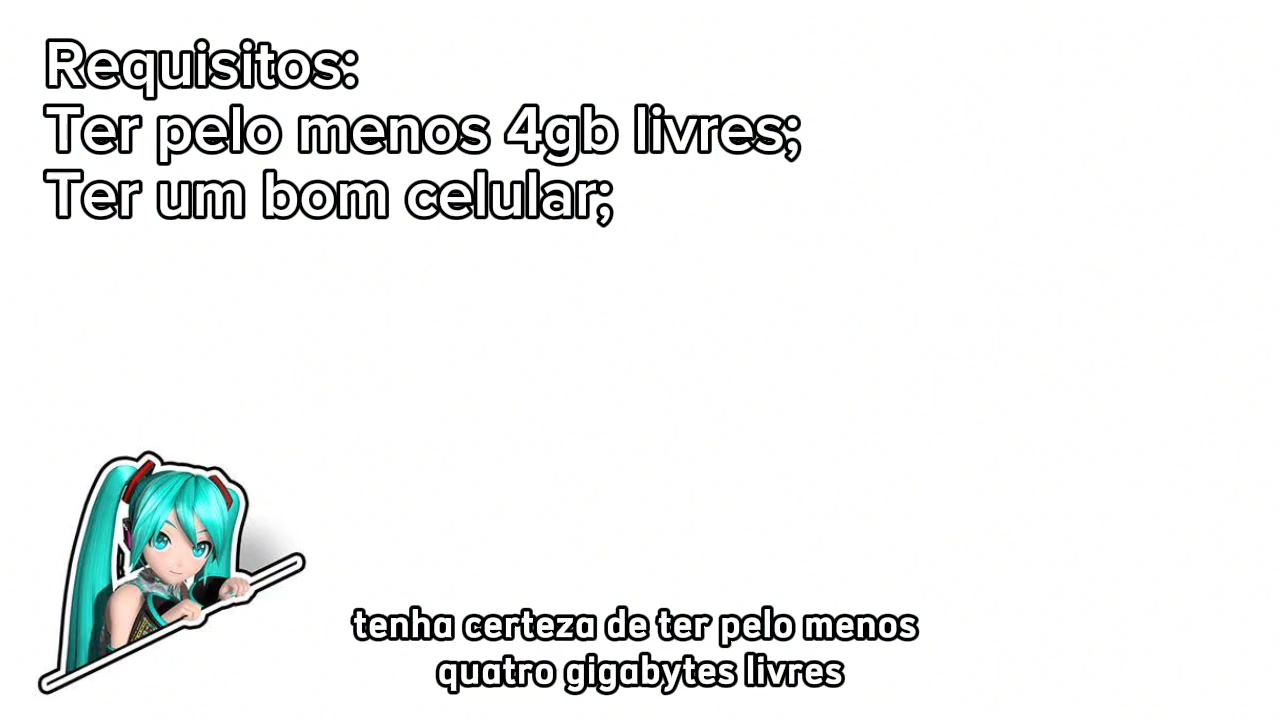 Requisitos:
Ter pelo menos 4gb livres;
Ter um bom celular;
tenha certeza de ter pelo menos
quatro gigabytes livres